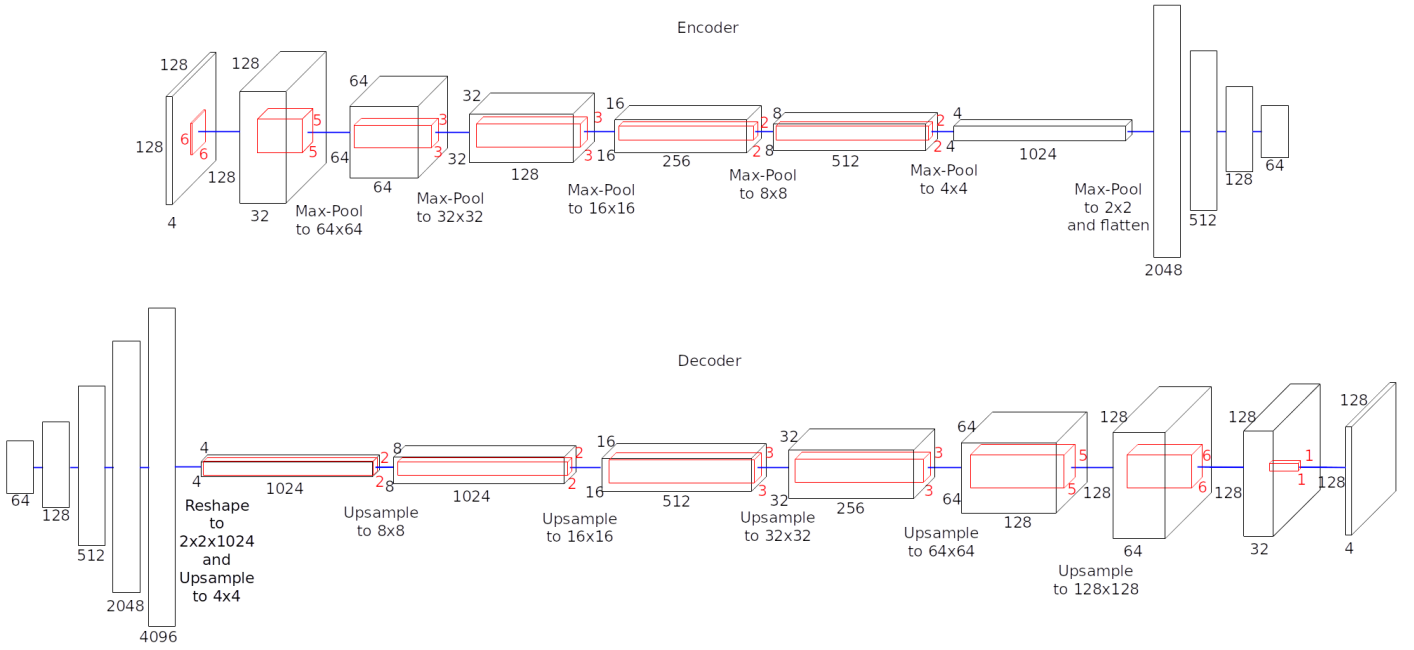 Encoder
128
128
6
6
4
128
128
5
5
32
Max-Pool
to 64x64
64
64
3
3
64
Max-Pool
to 32x32
32
32
3
3
128
Max-Pool
to 16x16
16
16
2
2
256
Max-Pool
to 8x8
8
8
2
2
512
Max-Pool
to 4x4
4
4
1024
Max-Pool
to 2x2
and flatten
2048
512
128
64
Decoder
64
128
512
2048
4096
Reshape
to
2x2x1024
and
Upsample
to 4x4
4
4
2
2
1024
Upsample
to 8x8
8
8
2
2
1024
Upsample
to 16x16
16
16
3
3
512
Upsample
to 32x32
32
32
3
3
256
Upsample
to 64x64
64
64
5
5
128
Upsample
to 128x128
128
128
6
6
64
128
128
1
1
32
128
128
4